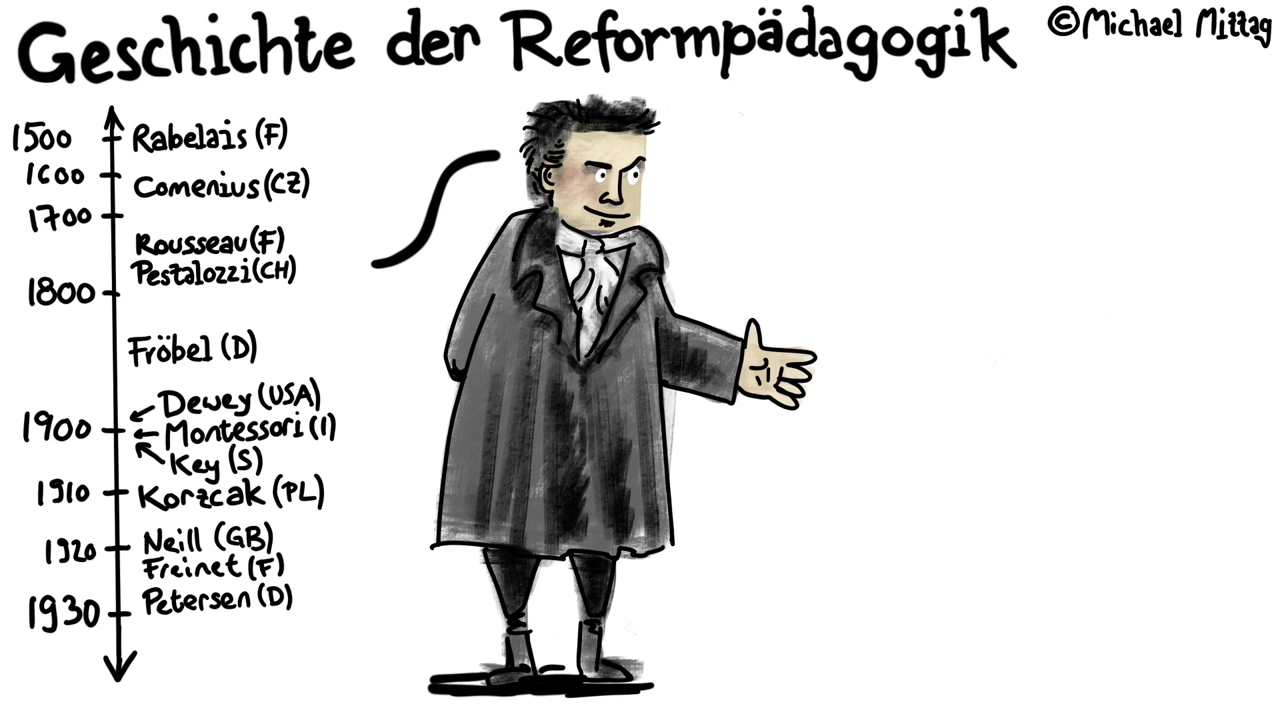 Geschichte der Reformpädagogik
©Michael Mittag
1500 Rabelais (F)
1600
Comenius (CZ)
1700
Rousseau (F)
Pestalozzi (CH)
1800
Fröbel (D)
Dewey (USA)
1900 Montessori (I)
Key (S)
1910 Korzcak (PL)
Neill (GB)
1920
Freinet (F)
Petersen (D)
1930